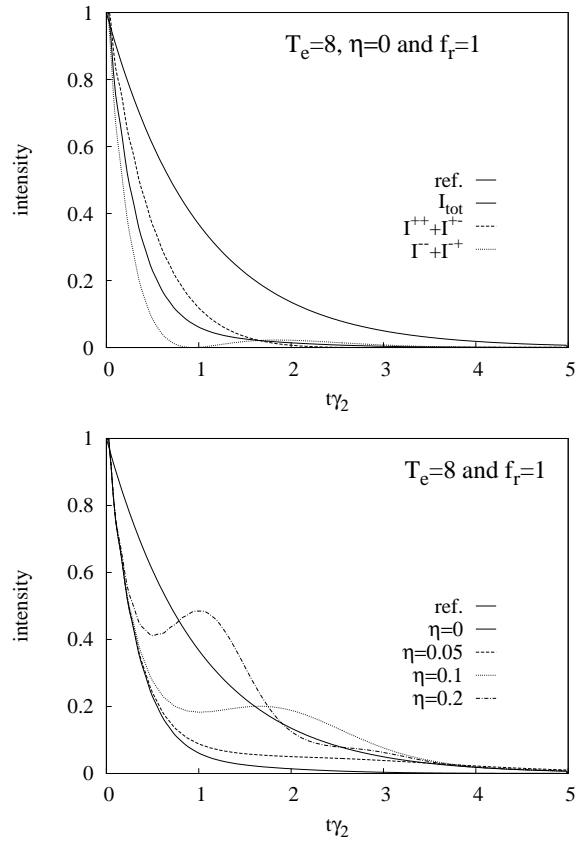 T_e=8, η=0 and f_r=1
1
0.8
0.6
0.4
0.2
0
intensity
ref.
I_tot
I^{++}+I^{+-}
I^{--}+I^{-+}
0 1 2 3 4 5
tγ_2
T_e=8 and f_r=1
1
0.8
0.6
0.4
0.2
0
intensity
ref.
η=0
η=0.05
η=0.1
η=0.2
0 1 2 3 4 5
tγ_2